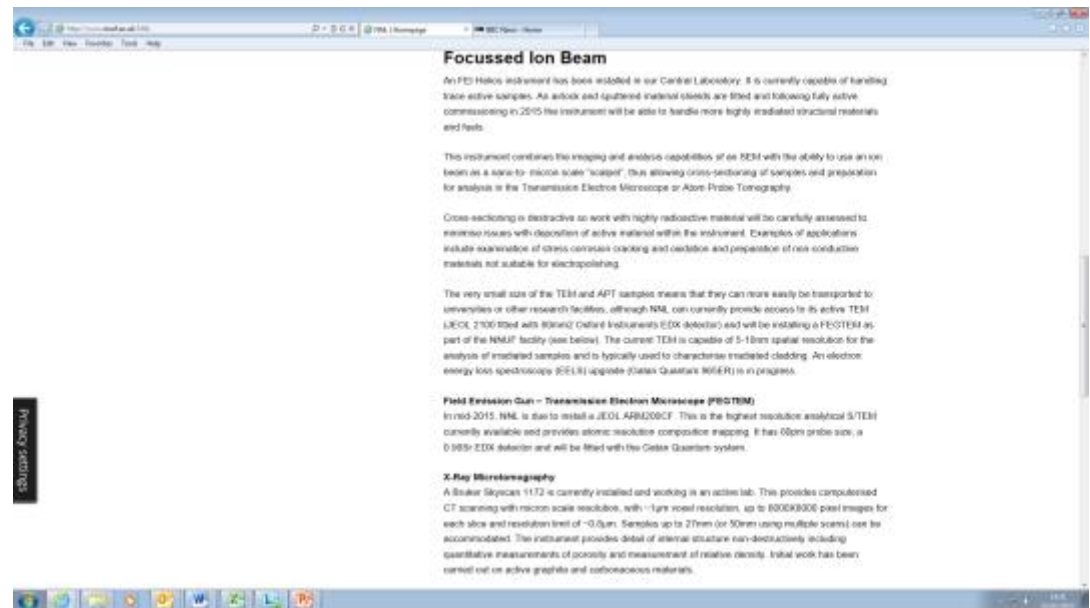 File Edit View Favorites Tools Help
Focussed Ion Beam
An FEI Helios instrument has been installed in our Central Laboratory. It is currently capable of handling
trace active samples. An airlock and sputtered material shields are fitted and following fully active
commissioning in 2015 the instrument will be able to handle more highly irradiated structural materials
and fuels.
This instrument combines the imaging and analysis capabilities of an SEM with the ability to use an ion
beam as a nano-to- micron scale "scalpel", thus allowing cross-sectioning of samples and preparation
for analysis in the Transmission Electron Microscope or Atom Probe Tomography.
Cross-sectioning is destructive so work with highly radioactive material will be carefully assessed to
minimise issues with deposition of active material within the instrument. Examples of applications
include examination of stress corrosion cracking and oxidation and preparation of non-conductive
materials not suitable for electropolishing.
The very small size of the TEM and APT samples means that they can more easily be transported to
universities or other research facilities, although NNL can currently provide access to its active TEM
(JEOL 2100 fitted with 80mm2 Oxford Instruments EDX detector) and will be installing a FEGTEM as
part of the NNUF facility (see below). The current TEM is capable of 5-10nm spatial resolution for the
analysis of irradiated samples and is typically used to characterise irradiated cladding. An electron
energy loss spectroscopy (EELS) upgrade (Gatan Quantum 965ER) is in progress.
Field Emission Gun – Transmission Electron Microscope (FEGTEM)
In mid-2015, NNL is due to install a JEOL ARM200CF. This is the highest resolution analytical S/TEM
currently available and provides atomic resolution composition mapping. It has probe size, a
EDX detector and will be fitted with the Gatan Quantum system.
X-Ray Microtomography
A Bruker Skyscan 1172 is currently installed and working in an active lab. This provides computerised
CT scanning with micron scale resolution, with ~1µm voxel resolution, up to 8000X8000 pixel images for
each slice and resolution limit of ~0.8µm. Samples up to 27mm (or 50mm using multiple scans) can be
accommodated. The instrument provides detail of internal structure non-destructively including
quantitative measurements of porosity and measurement of relative density. Initial work has been
carried out on active graphite and carbonaceous materials.
Privacy settings